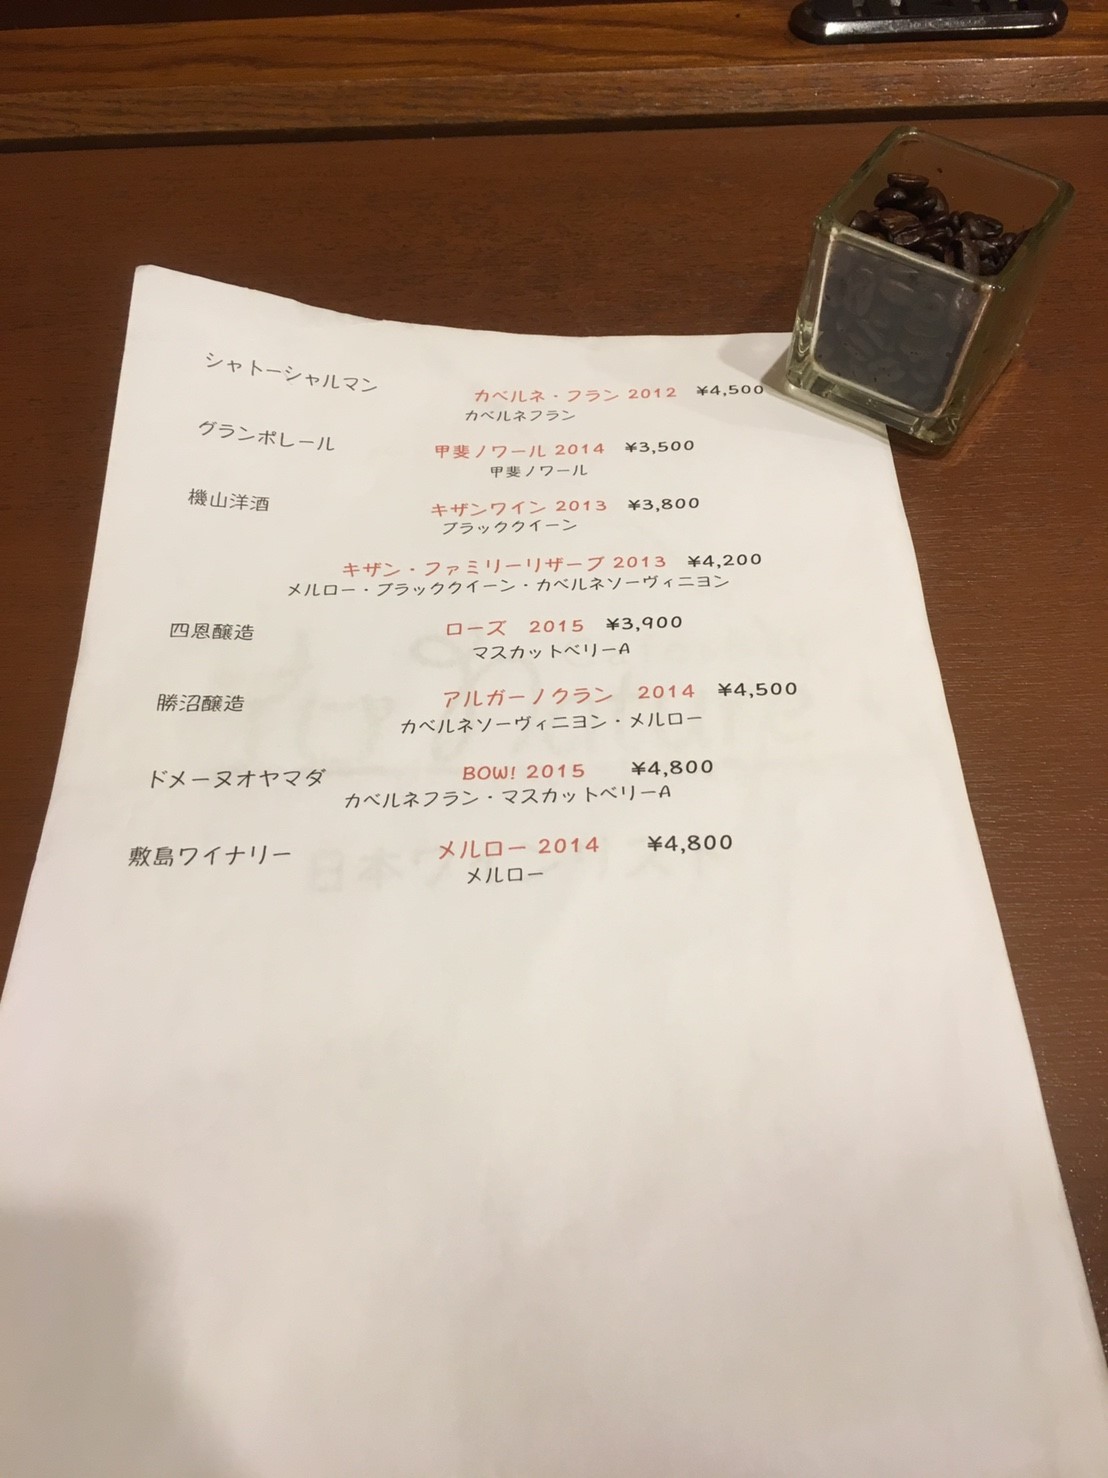 シャトーシャルマン カベルネ・フラン 2012 ¥4,500
カベルネフラン
グランポレール 甲斐ノワール 2014 ¥3,500
甲斐ノワール
機山洋酒 キザンワイン 2013 ¥3,800
ブラッククイーン
キザン・ファミリーリザーブ 2013 ¥4,200
メルロー・ブラッククイーン・カベルネソーヴィニヨン
四恩醸造 ローズ 2015 ¥3,900
マスカットベリーA
勝沼醸造 アルガーノクラン 2014 ¥4,500
カベルネソーヴィニヨン・メルロー
ドメーヌオヤマダ BOW! 2015 ¥4,800
カベルネフラン・マスカットベリーA
敷島ワイナリー メルロー 2014 ¥4,800
メルロー